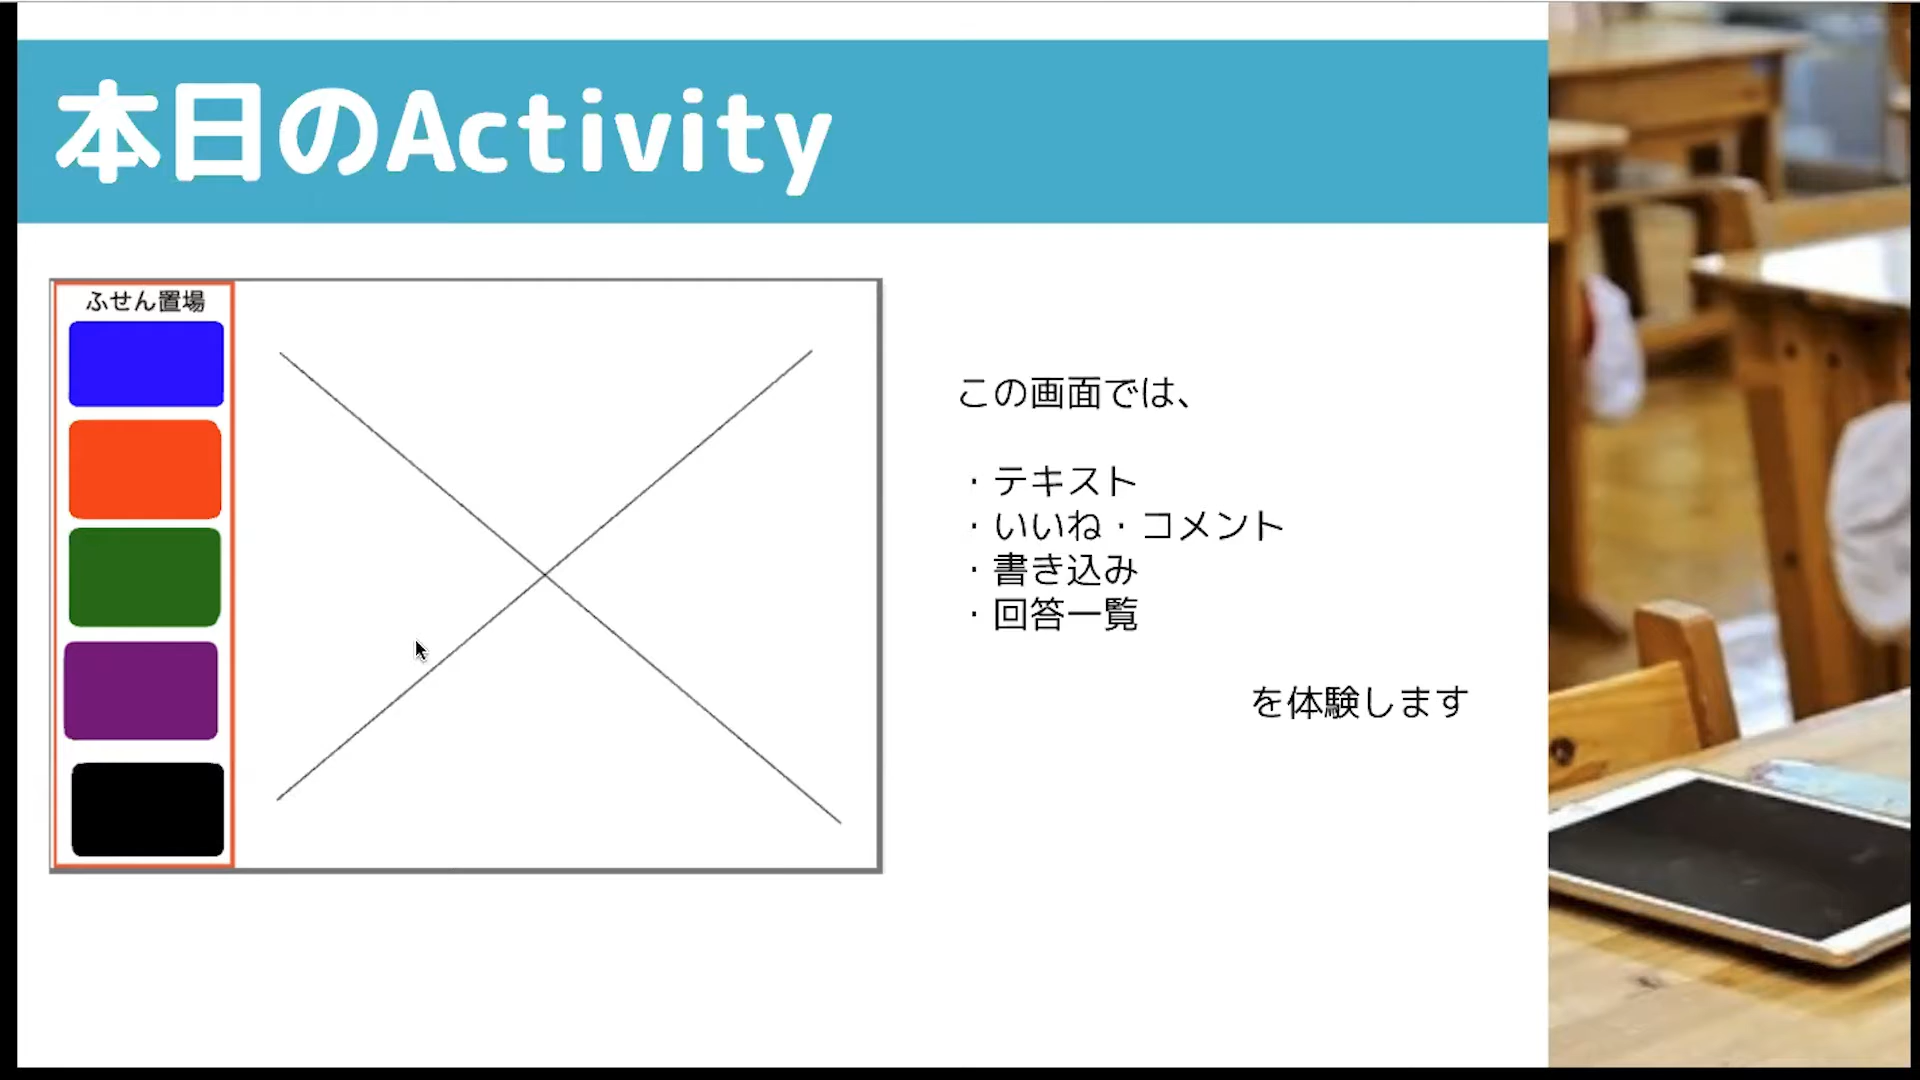 本日のActivity
ふせん置場
この画面では、
・テキスト
・いいね・コメント
・書き込み
・回答一覧
を体験します